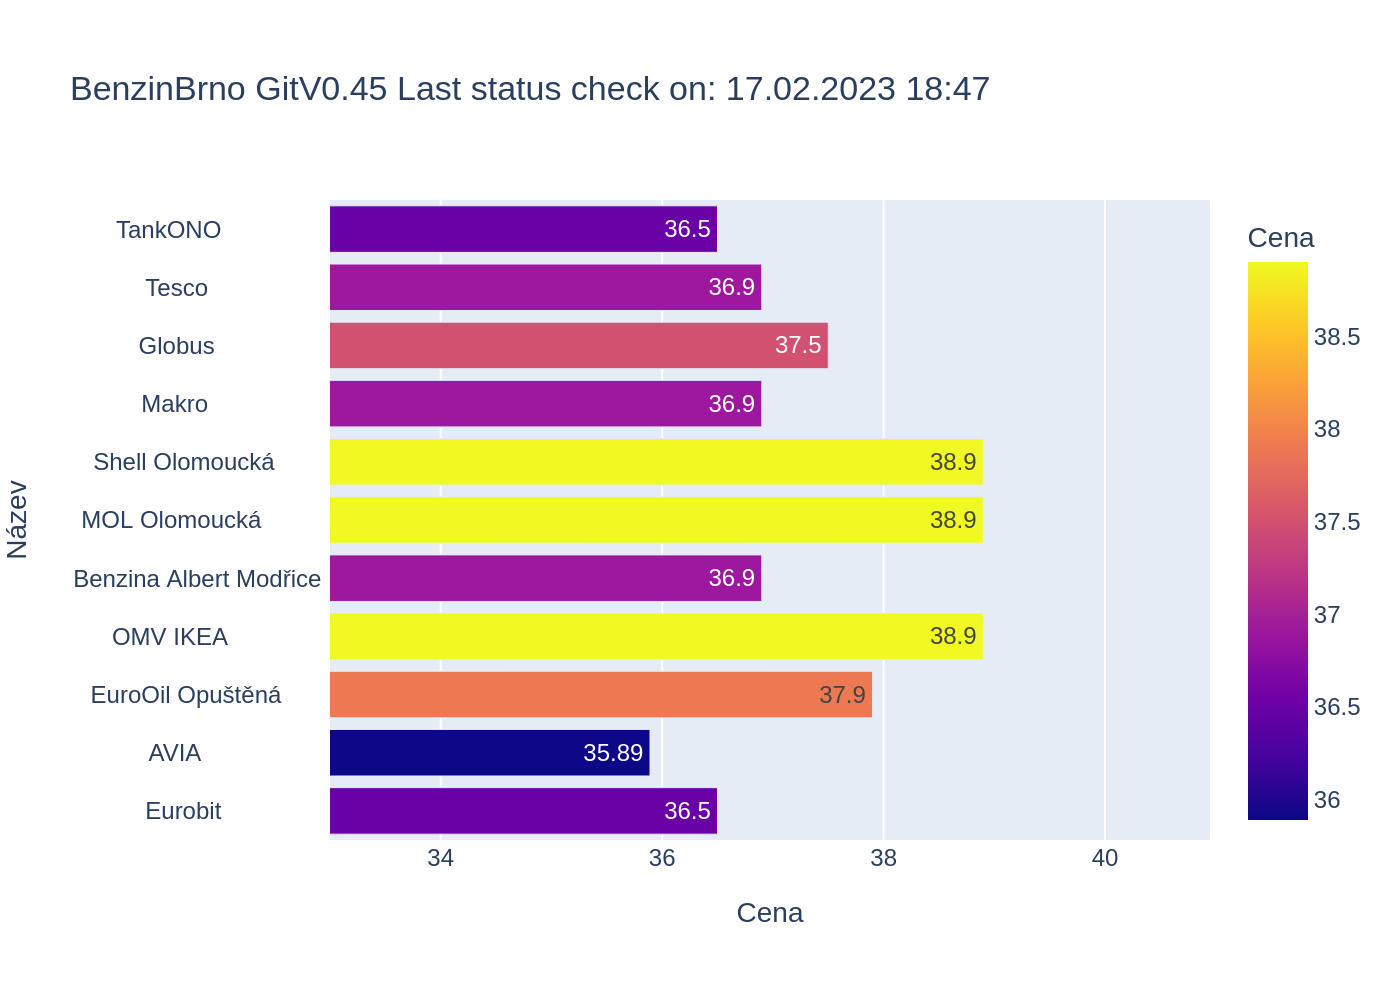 BenzinBrno GitV0.45 Last status check on: 17.02.2023 18:47
TankONO 36.5
Tesco 36.9
Globus 37.5
Makro 36.9
Shell Olomoucká 38.9
MOL Olomoucká 38.9
Benzina Albert Modřice 36.9
OMV IKEA 38.9
EuroOil Opuštěná 37.9
AVIA 35.89
Eurobit 36.5
Název
34 36 38 40
Cena
Cena
38.5
38
37.5
37
36.5
36